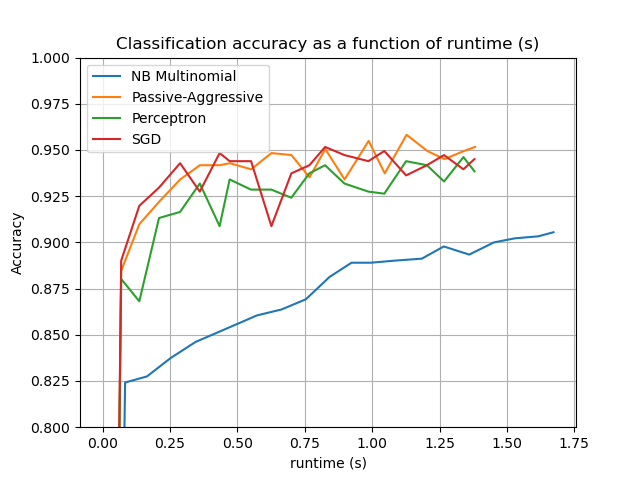 Classification accuracy as a function of runtime (s)
NB Multinomial
Passive-Aggressive
Perceptron
SGD
1.000
0.975
0.950
0.925
0.900
0.875
0.850
0.825
0.800
Accuracy
0.00 0.25 0.50 0.75 1.00 1.25 1.50 1.75
runtime (s)